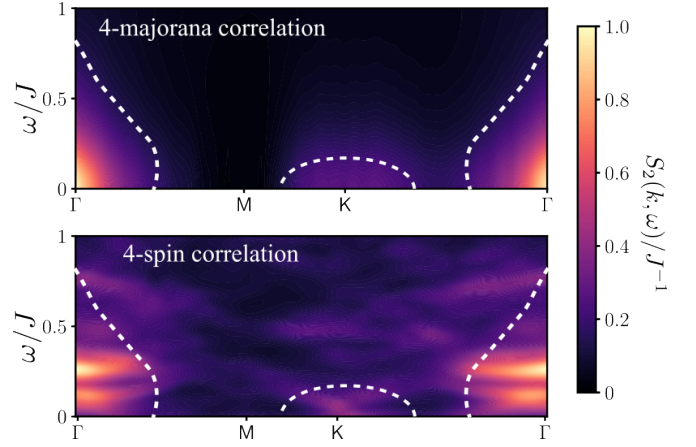 4-majorana correlation
ω/J
1
0.5
0
Γ M K Γ
4-spin correlation
ω/J
1
0.5
0
Γ M K Γ
1.0
0.8
0.6
0.4
0.2
0
S₂(k,ω)/J⁻¹